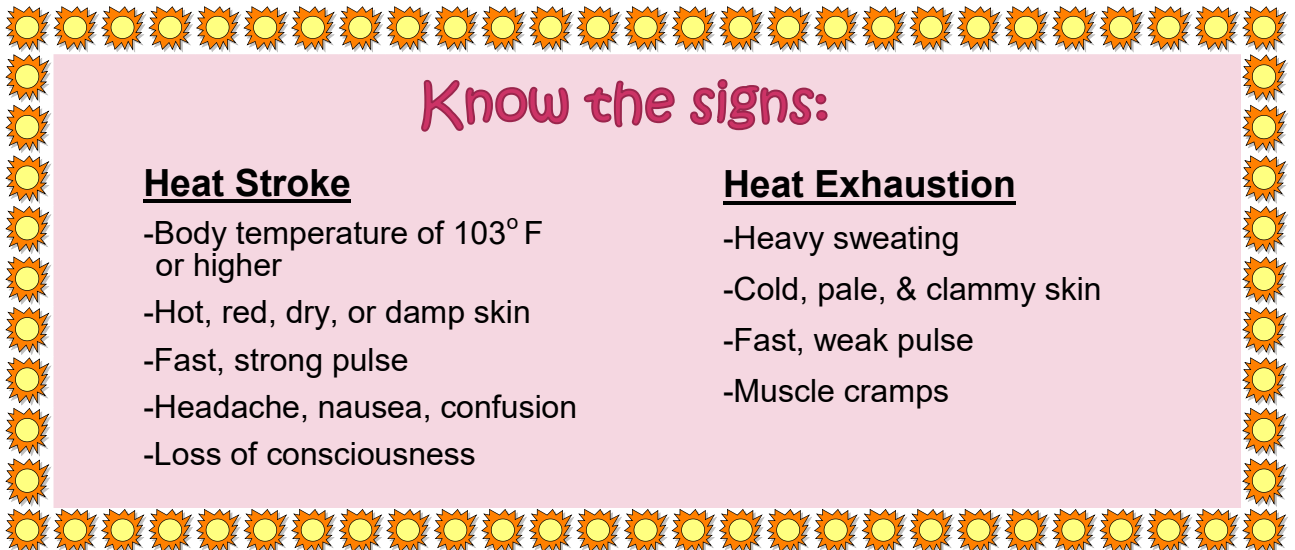 Know the signs:
Heat Stroke
-Body temperature of 103º F
or higher
-Hot, red, dry, or damp skin
-Fast, strong pulse
-Headache, nausea, confusion
-Loss of consciousness
Heat Exhaustion
-Heavy sweating
-Cold, pale, & clammy skin
-Fast, weak pulse
-Muscle cramps